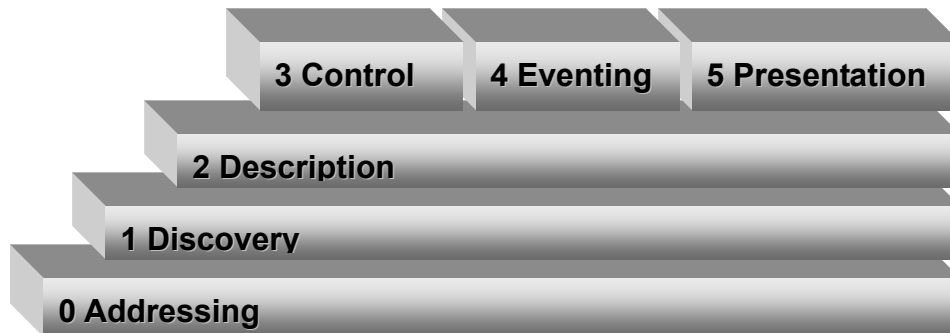 3 Control 4 Eventing 5 Presentation
2 Description
1 Discovery
0 Addressing